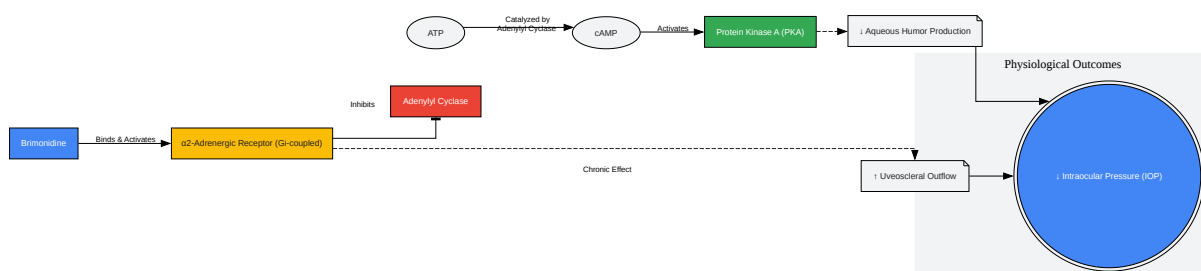 ATP
Catalyzed by
Adenylyl Cyclase
cAMP
Activates
Protein Kinase A (PKA)
↓ Aqueous Humor Production
Physiological Outcomes
Inhibits
Adenylyl Cyclase
Brimonidine
Binds & Activates
α2-Adrenergic Receptor (Gi-coupled)
Chronic Effect
↑ Uveoscleral Outflow
↓ Intraocular Pressure (IOP)